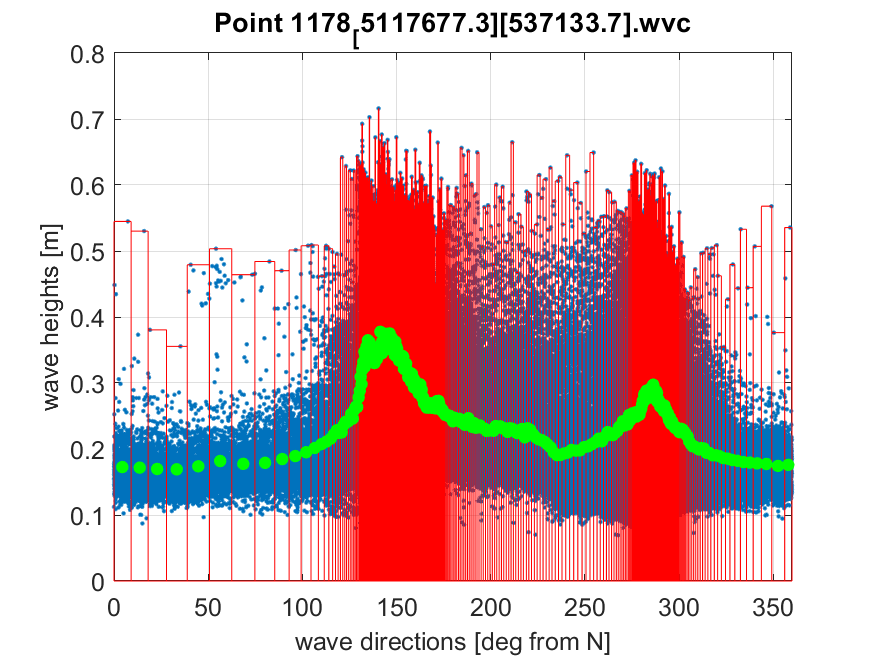 Point 1178[5117677.3][537133.7].wvc
0.8
0.7
0.6
0.5
0.4
0.3
0.2
0.1
0
wave heights [m]
0 50 100 150 200 250 300 350
wave directions [deg from N]